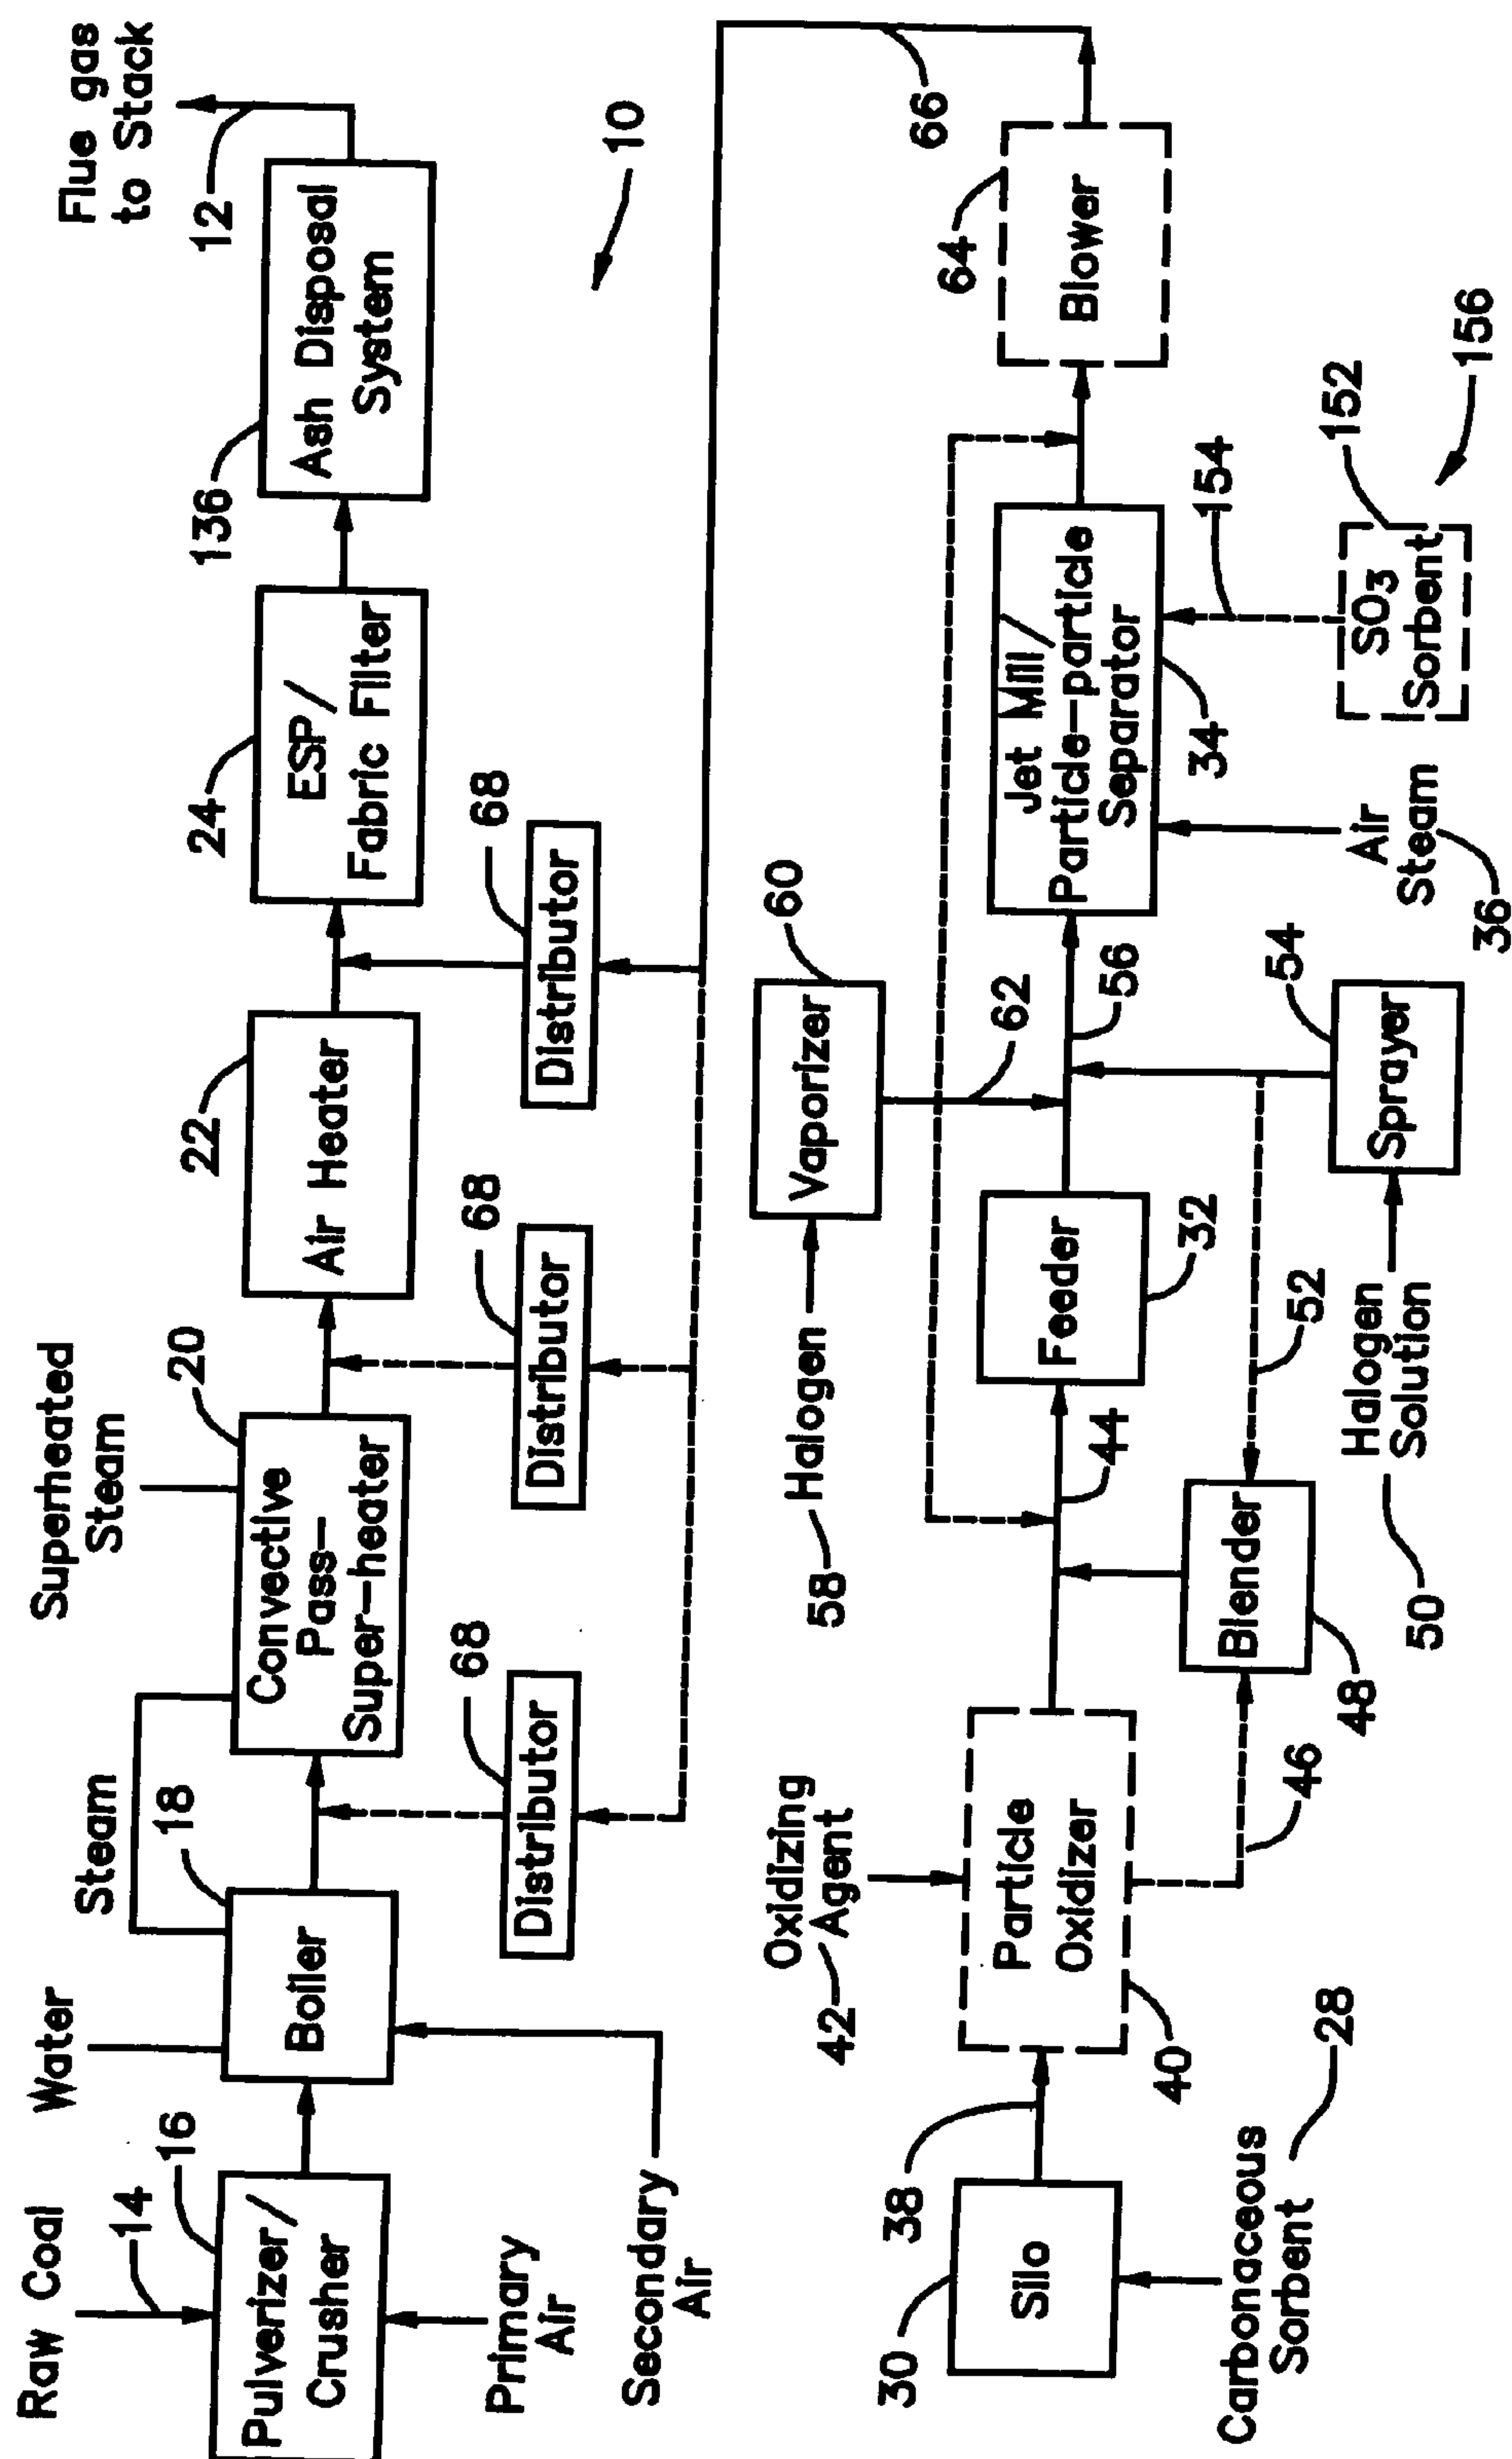 Raw Coal
14
16
Pulverizer/
Crusher
Primary
Air
Secondary
Air
Water
Boiler
18
Steam
Superheated
Steam
20
Convective
Pass-
Super-heater
68
Distributor
68
Distributor
22
Air Heater
68
Distributor
24
ESP/
Fabric Filter
136
Ash Disposal
System
12
Flue gas
to Stack
10
30
Silo
38
Carbonaceous
Sorbent
28
Oxidizing
Agent
42
Particle
Oxidizer
40
46
Blender
48
44
Feeder
32
52
Halogen
Solution
50
Sprayer
54
58
Halogen
Vaporizer
60
62
56
Jet Mill/
Particle-particle
Separator
34
Air
Steam
36
SO3
Sorbent
152
154
156
64
Blower
66